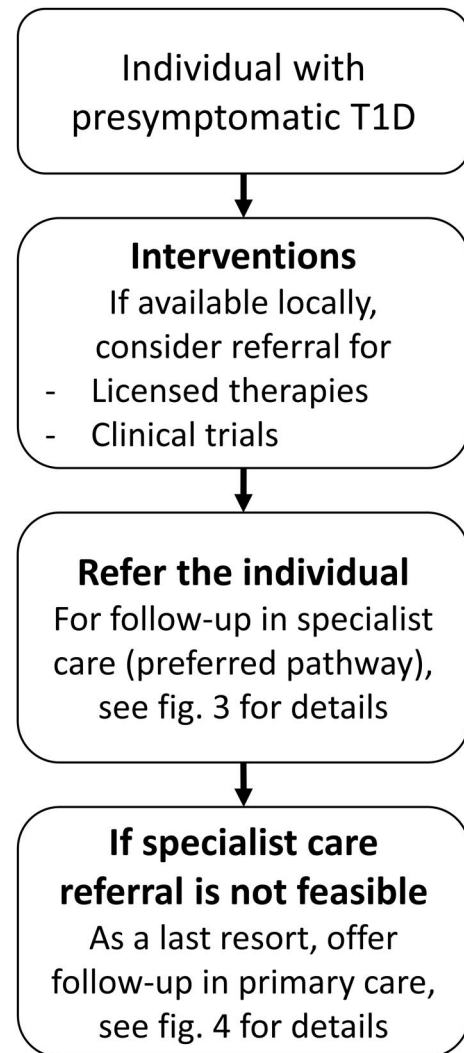 Individual with
presymptomatic T1D
Interventions
If available locally,
consider referral for
- Licensed therapies
- Clinical trials
Refer the individual
For follow-up in specialist
care (preferred pathway),
see fig. 3 for details
If specialist care
referral is not feasible
As a last resort, offer
follow-up in primary care,
see fig. 4 for details